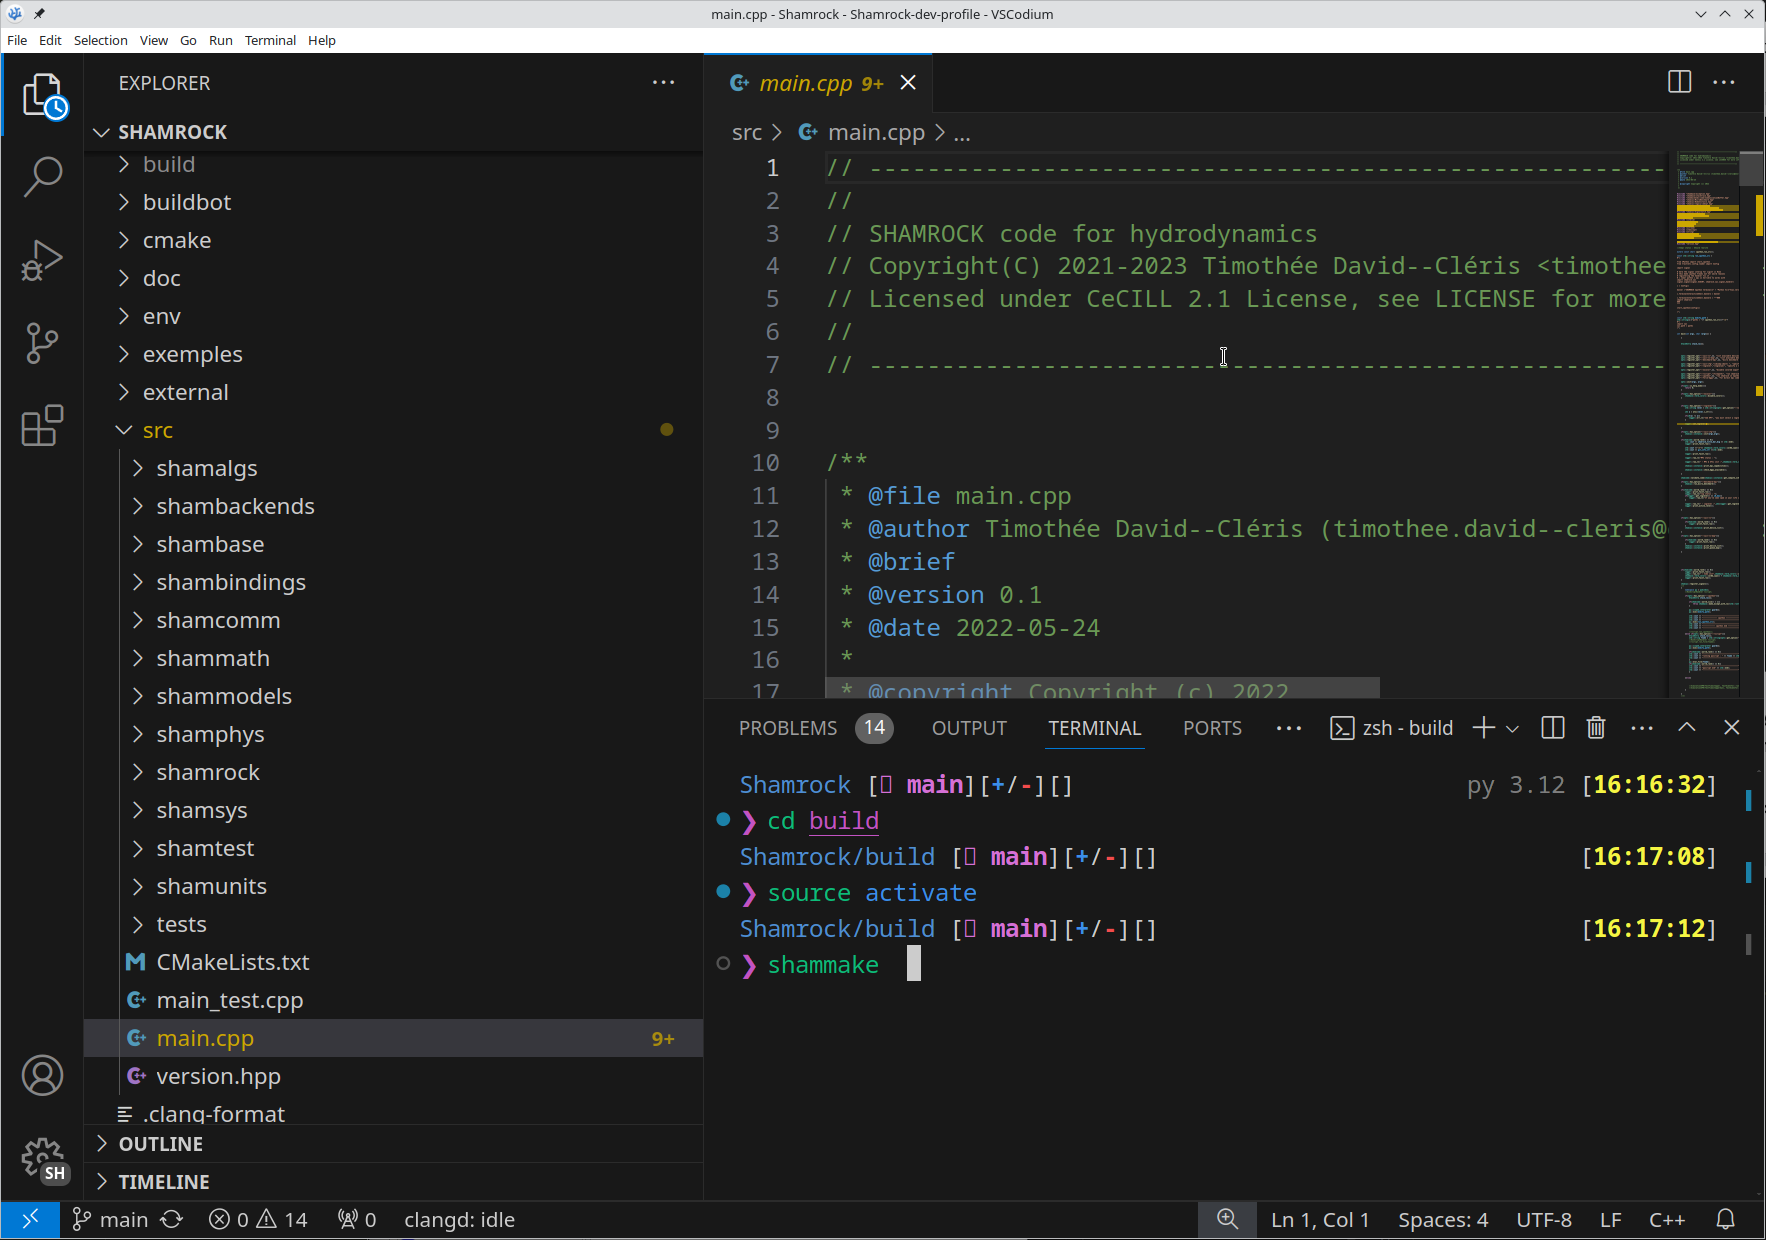 main.cpp - Shamrock - Shamrock-dev-profile - VSCodium
File Edit Selection View Go Run Terminal Help
EXPLORER
SHAMROCK
build
buildbot
cmake
doc
env
exemples
external
src
shamalgs
shambackends
shambase
shambindings
shamcomm
shammath
shammodels
shamphys
shamrock
shamsys
shamtest
shamunits
tests
CMakeLists.txt
main_test.cpp
main.cpp 9+
version.hpp
.clang-format
OUTLINE
TIMELINE
main.cpp 9+
src > main.cpp > ...
1 // -------------------------------------------------------
2 //
3 // SHAMROCK code for hydrodynamics
4 // Copyright(C) 2021-2023 Timothée David--Cléris <timothee
5 // Licensed under CeCILL 2.1 License, see LICENSE for more
6 //
7 // -------------------------------------------------------
8
9
10 /**
11 * @file main.cpp
12 * @author Timothée David--Cléris (timothee.david--cleris@
13 * @brief
14 * @version 0.1
15 * @date 2022-05-24
16 *
17 * @copyright Copyright (c) 2022
PROBLEMS 14 OUTPUT TERMINAL PORTS ... zsh - build
Shamrock [ main][+/-][] py 3.12 [16:16:32]
❯ cd build
Shamrock/build [ main][+/-][] [16:17:08]
❯ source activate
Shamrock/build [ main][+/-][] [16:17:12]
❯ shammake
SH
main 0 14 0 clangd: idle Ln 1, Col 1 Spaces: 4 UTF-8 LF C++